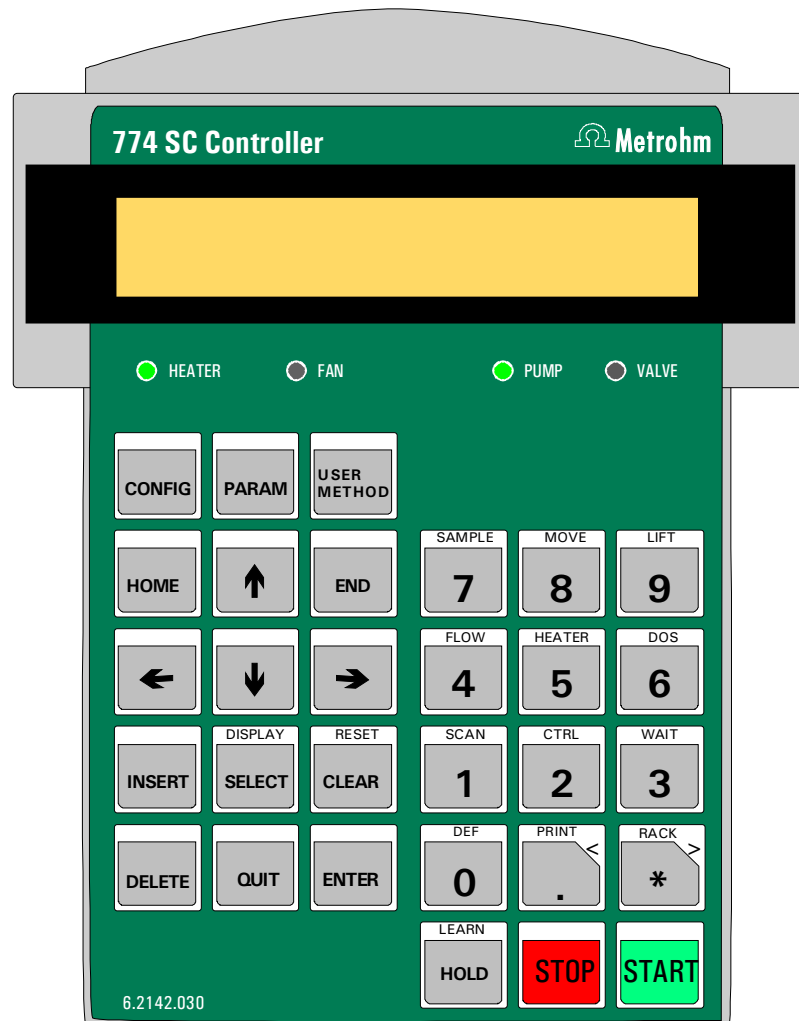 774 SC Controller
Metrohm
HEATER FAN PUMP VALVE
CONFIG PARAM USER
METHOD
SAMPLE MOVE LIFT
HOME ↑ END 7 8 9
FLOW HEATER DOS
← ↓ → 4 5 6
DISPLAY RESET SCAN CTRL WAIT
INSERT SELECT CLEAR 1 2 3
DEF PRINT < RACK >
DELETE QUIT ENTER 0 . *
LEARN
HOLD STOP START
6.2142.030